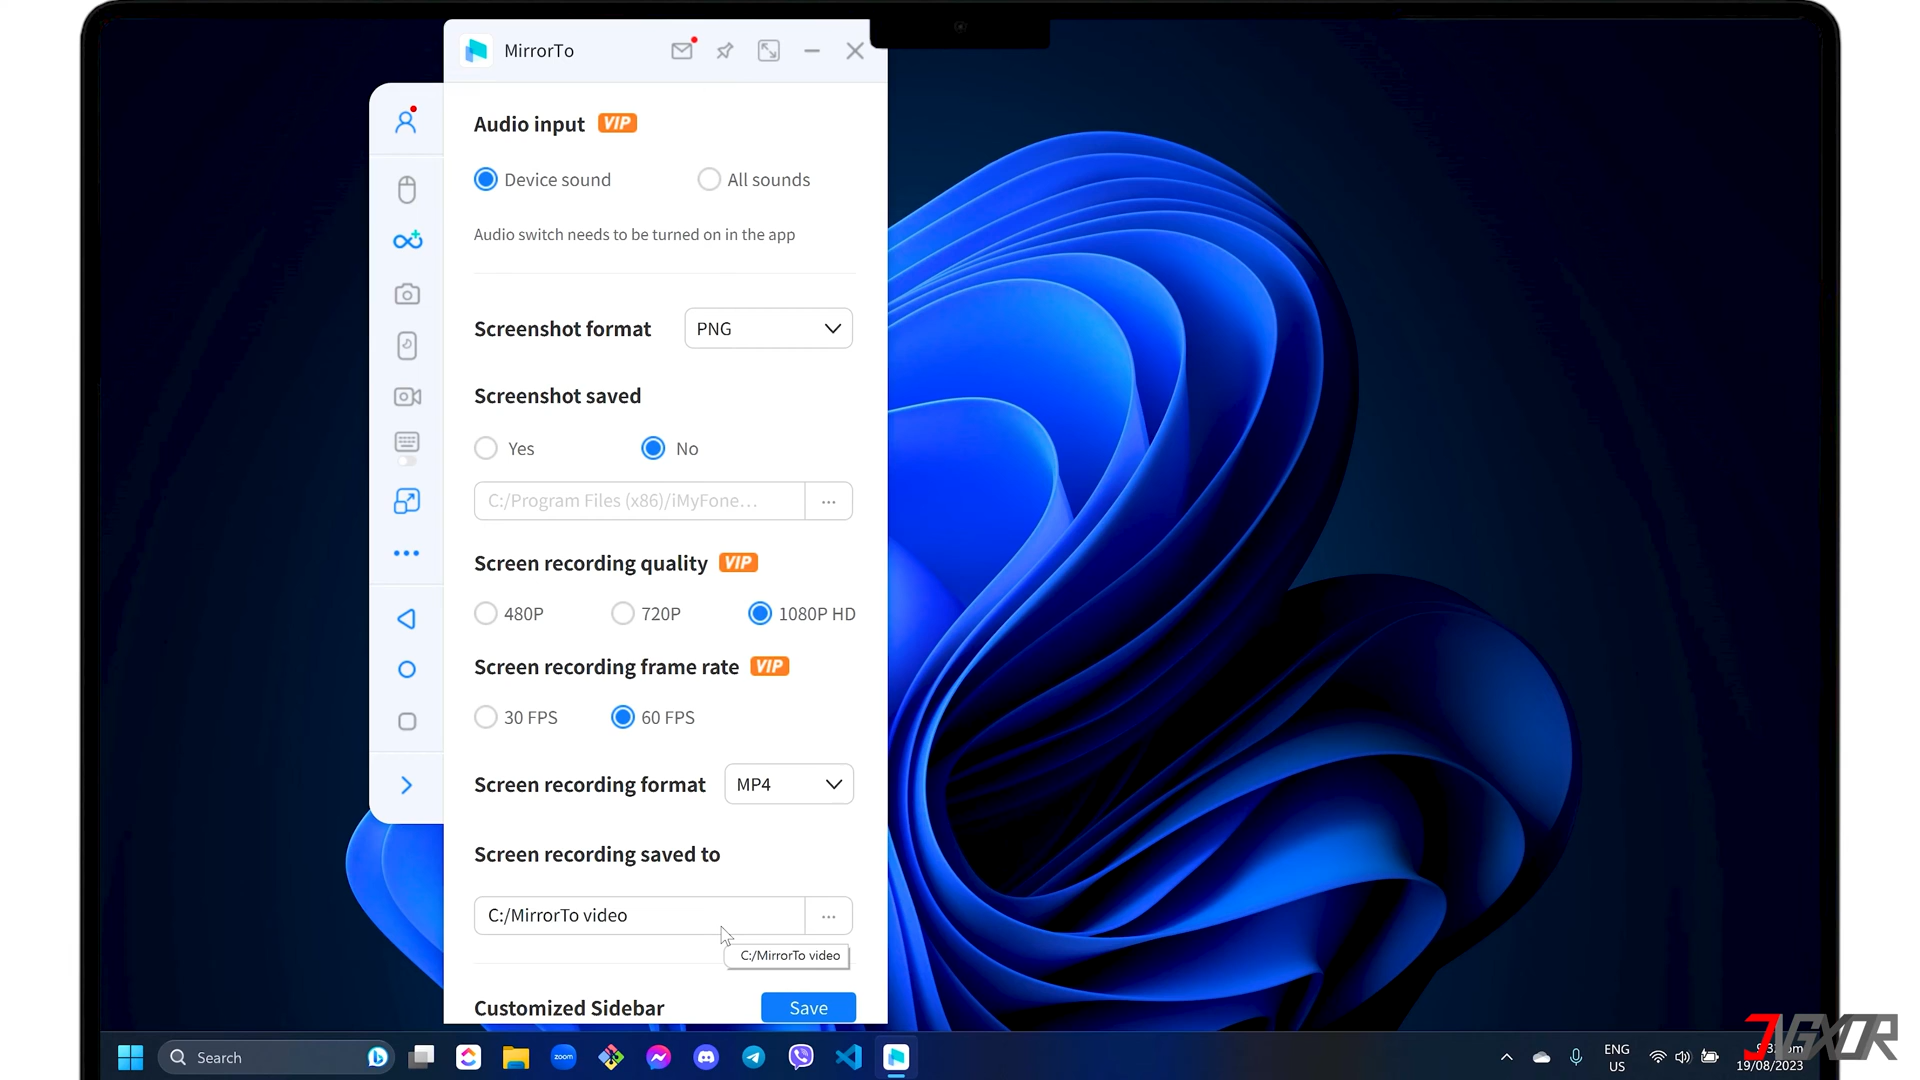 MirrorTo
Audio input VIP
Device sound All sounds
Audio switch needs to be turned on in the app
Screenshot format PNG
Screenshot saved
Yes No
C:/Program Files (x86)/iMyFone... ...
Screen recording quality VIP
480P 720P 1080P HD
Screen recording frame rate VIP
30 FPS 60 FPS
Screen recording format MP4
Screen recording saved to
C:/MirrorTo video ...
C:/MirrorTo video
Customized Sidebar Save
Search
zoom
ENG
US
19/08/2023
JVGXOR